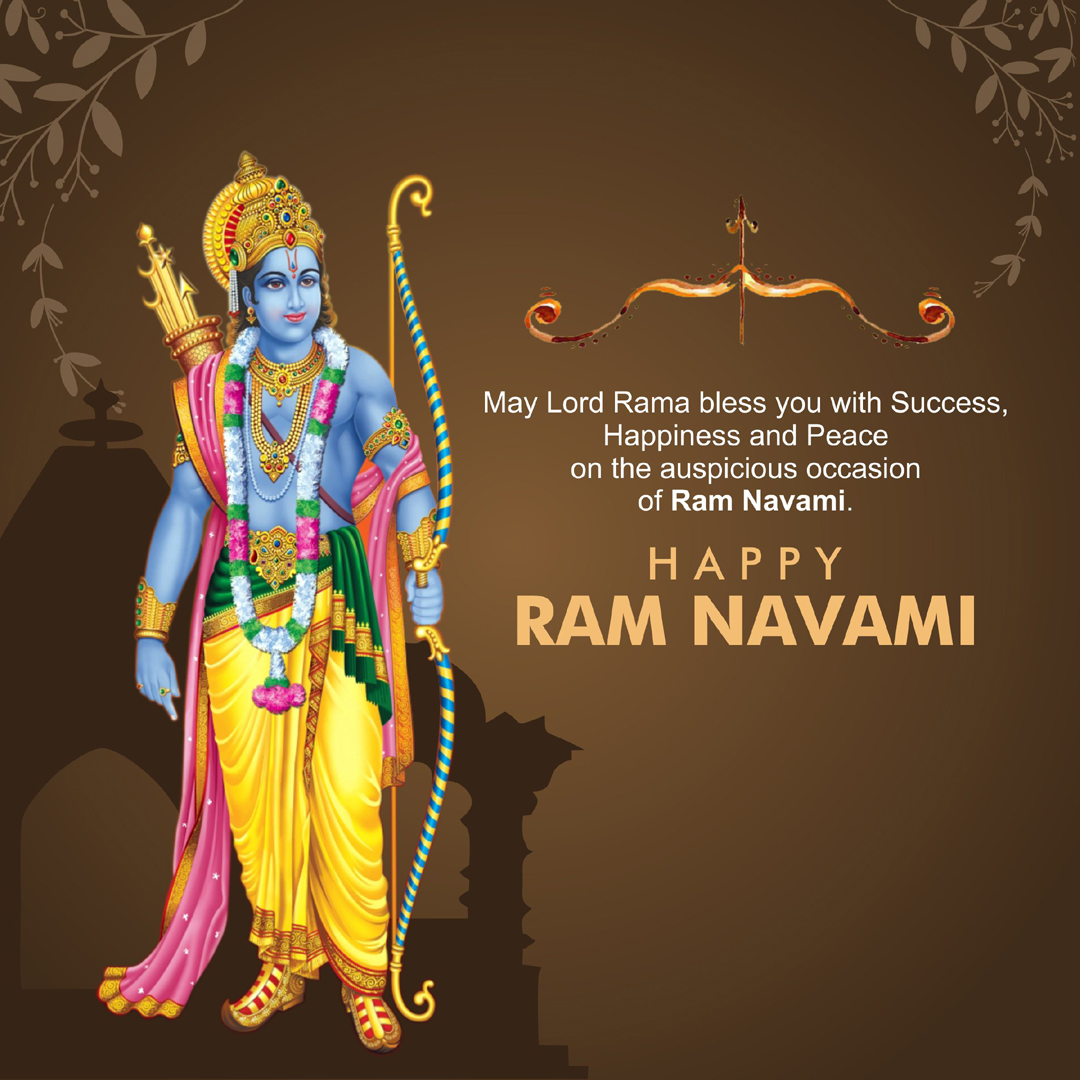 May Lord Rama bless you with Success,
Happiness and Peace
on the auspicious occasion
of Ram Navami.
HAPPY
RAM NAVAMI